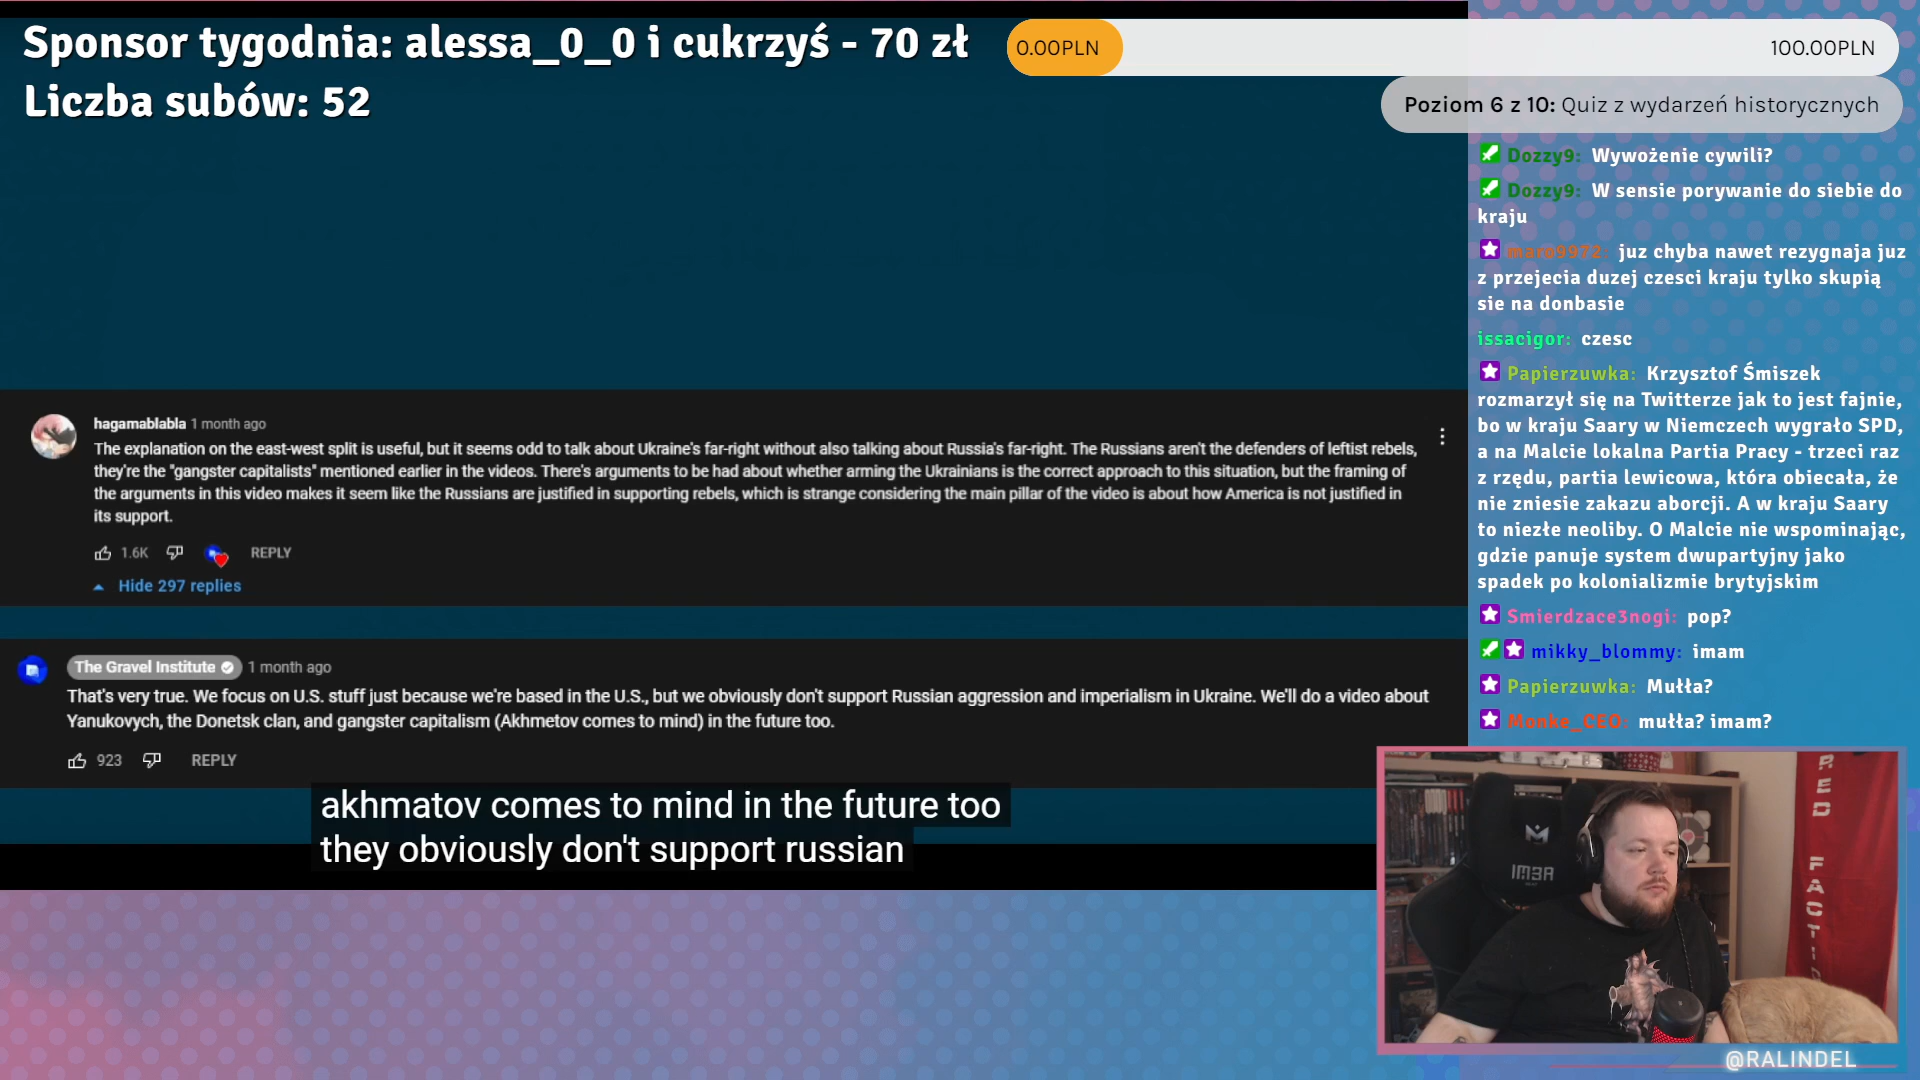 Sponsor tygodnia: alessa_0_0 i cukrzyś - 70 zł
Liczba subów: 52
0.00PLN
100.00PLN
Poziom 6 z 10: Quiz z wydarzeń historycznych
Dozzy9: Wywożenie cywili?
Dozzy9: W sensie porywanie do siebie do
kraju
maro9972: juz chyba nawet rezygnaja juz
z przejecia duzej czesci kraju tylko skupią
sie na donbasie
issacigor: czesc
Papierzuwka: Krzysztof Śmiszek
rozmarzył się na Twitterze jak to jest fajnie,
bo w kraju Saary w Niemczech wygrało SPD,
a na Malcie lokalna Partia Pracy - trzeci raz
z rzędu, partia lewicowa, która obiecała, że
nie zniesie zakazu aborcji. A w kraju Saary
to niezłe neoliby. O Malcie nie wspominając,
gdzie panuje system dwupartyjny jako
spadek po kolonializmie brytyjskim
Smierdzace3nogi: pop?
mikky_blommy: imam
Papierzuwka: Mułła?
Monke_CEO: mułła? imam?
hagamablabla 1 month ago
The explanation on the east-west split is useful, but it seems odd to talk about Ukraine's far-right without also talking about Russia's far-right. The Russians aren't the defenders of leftist rebels,
they're the "gangster capitalists" mentioned earlier in the videos. There's arguments to be had about whether arming the Ukrainians is the correct approach to this situation, but the framing of
the arguments in this video makes it seem like the Russians are justified in supporting rebels, which is strange considering the main pillar of the video is about how America is not justified in
its support.
1.6K REPLY
Hide 297 replies
The Gravel Institute 1 month ago
That's very true. We focus on U.S. stuff just because we're based in the U.S., but we obviously don't support Russian aggression and imperialism in Ukraine. We'll do a video about
Yanukovych, the Donetsk clan, and gangster capitalism (Akhmetov comes to mind) in the future too.
923 REPLY
akhmatov comes to mind in the future too
they obviously don't support russian
IM3R
RED FACTI
@RALINDEL